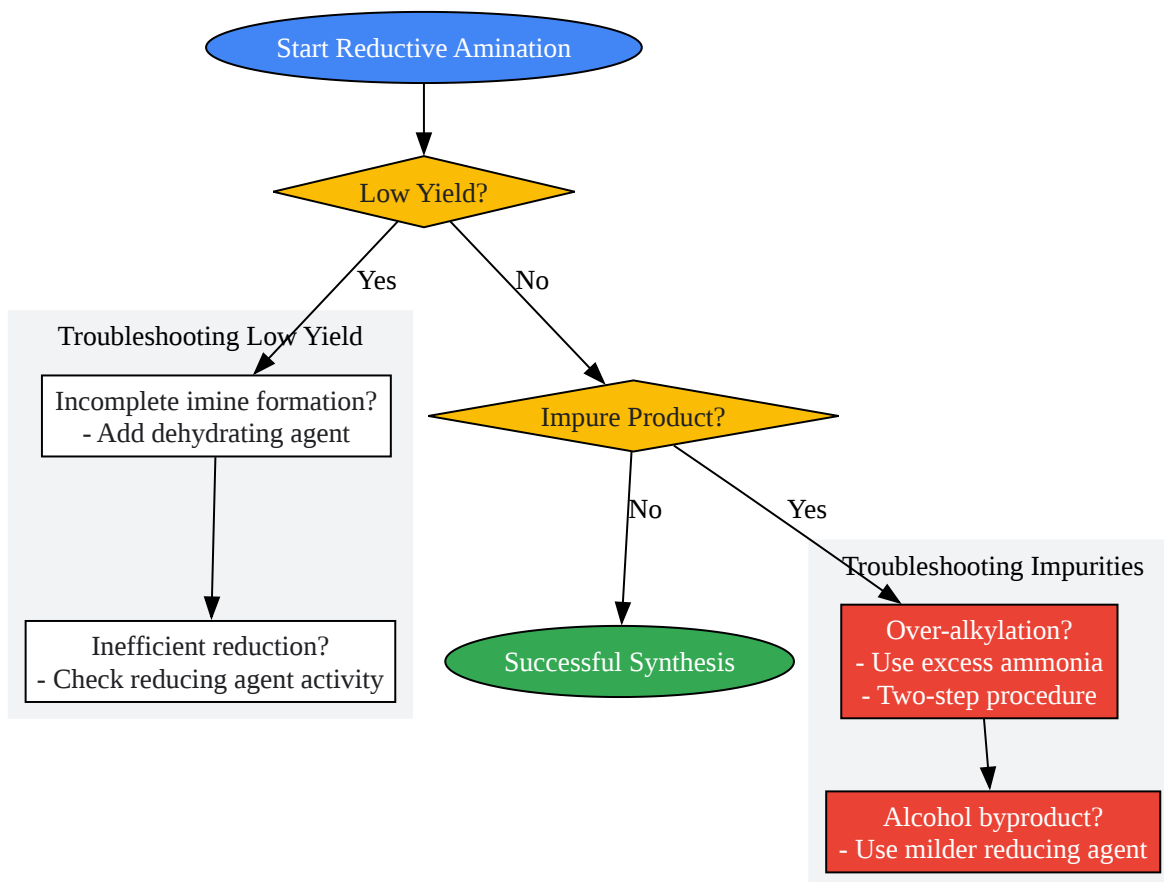 Start Reductive Amination
Low Yield?
Yes
No
Troubleshooting Low Yield
Incomplete imine formation?
- Add dehydrating agent
Impure Product?
No
Yes
Troubleshooting Impurities
Inefficient reduction?
- Check reducing agent activity
Successful Synthesis
Over-alkylation?
- Use excess ammonia
- Two-step procedure
Alcohol byproduct?
- Use milder reducing agent